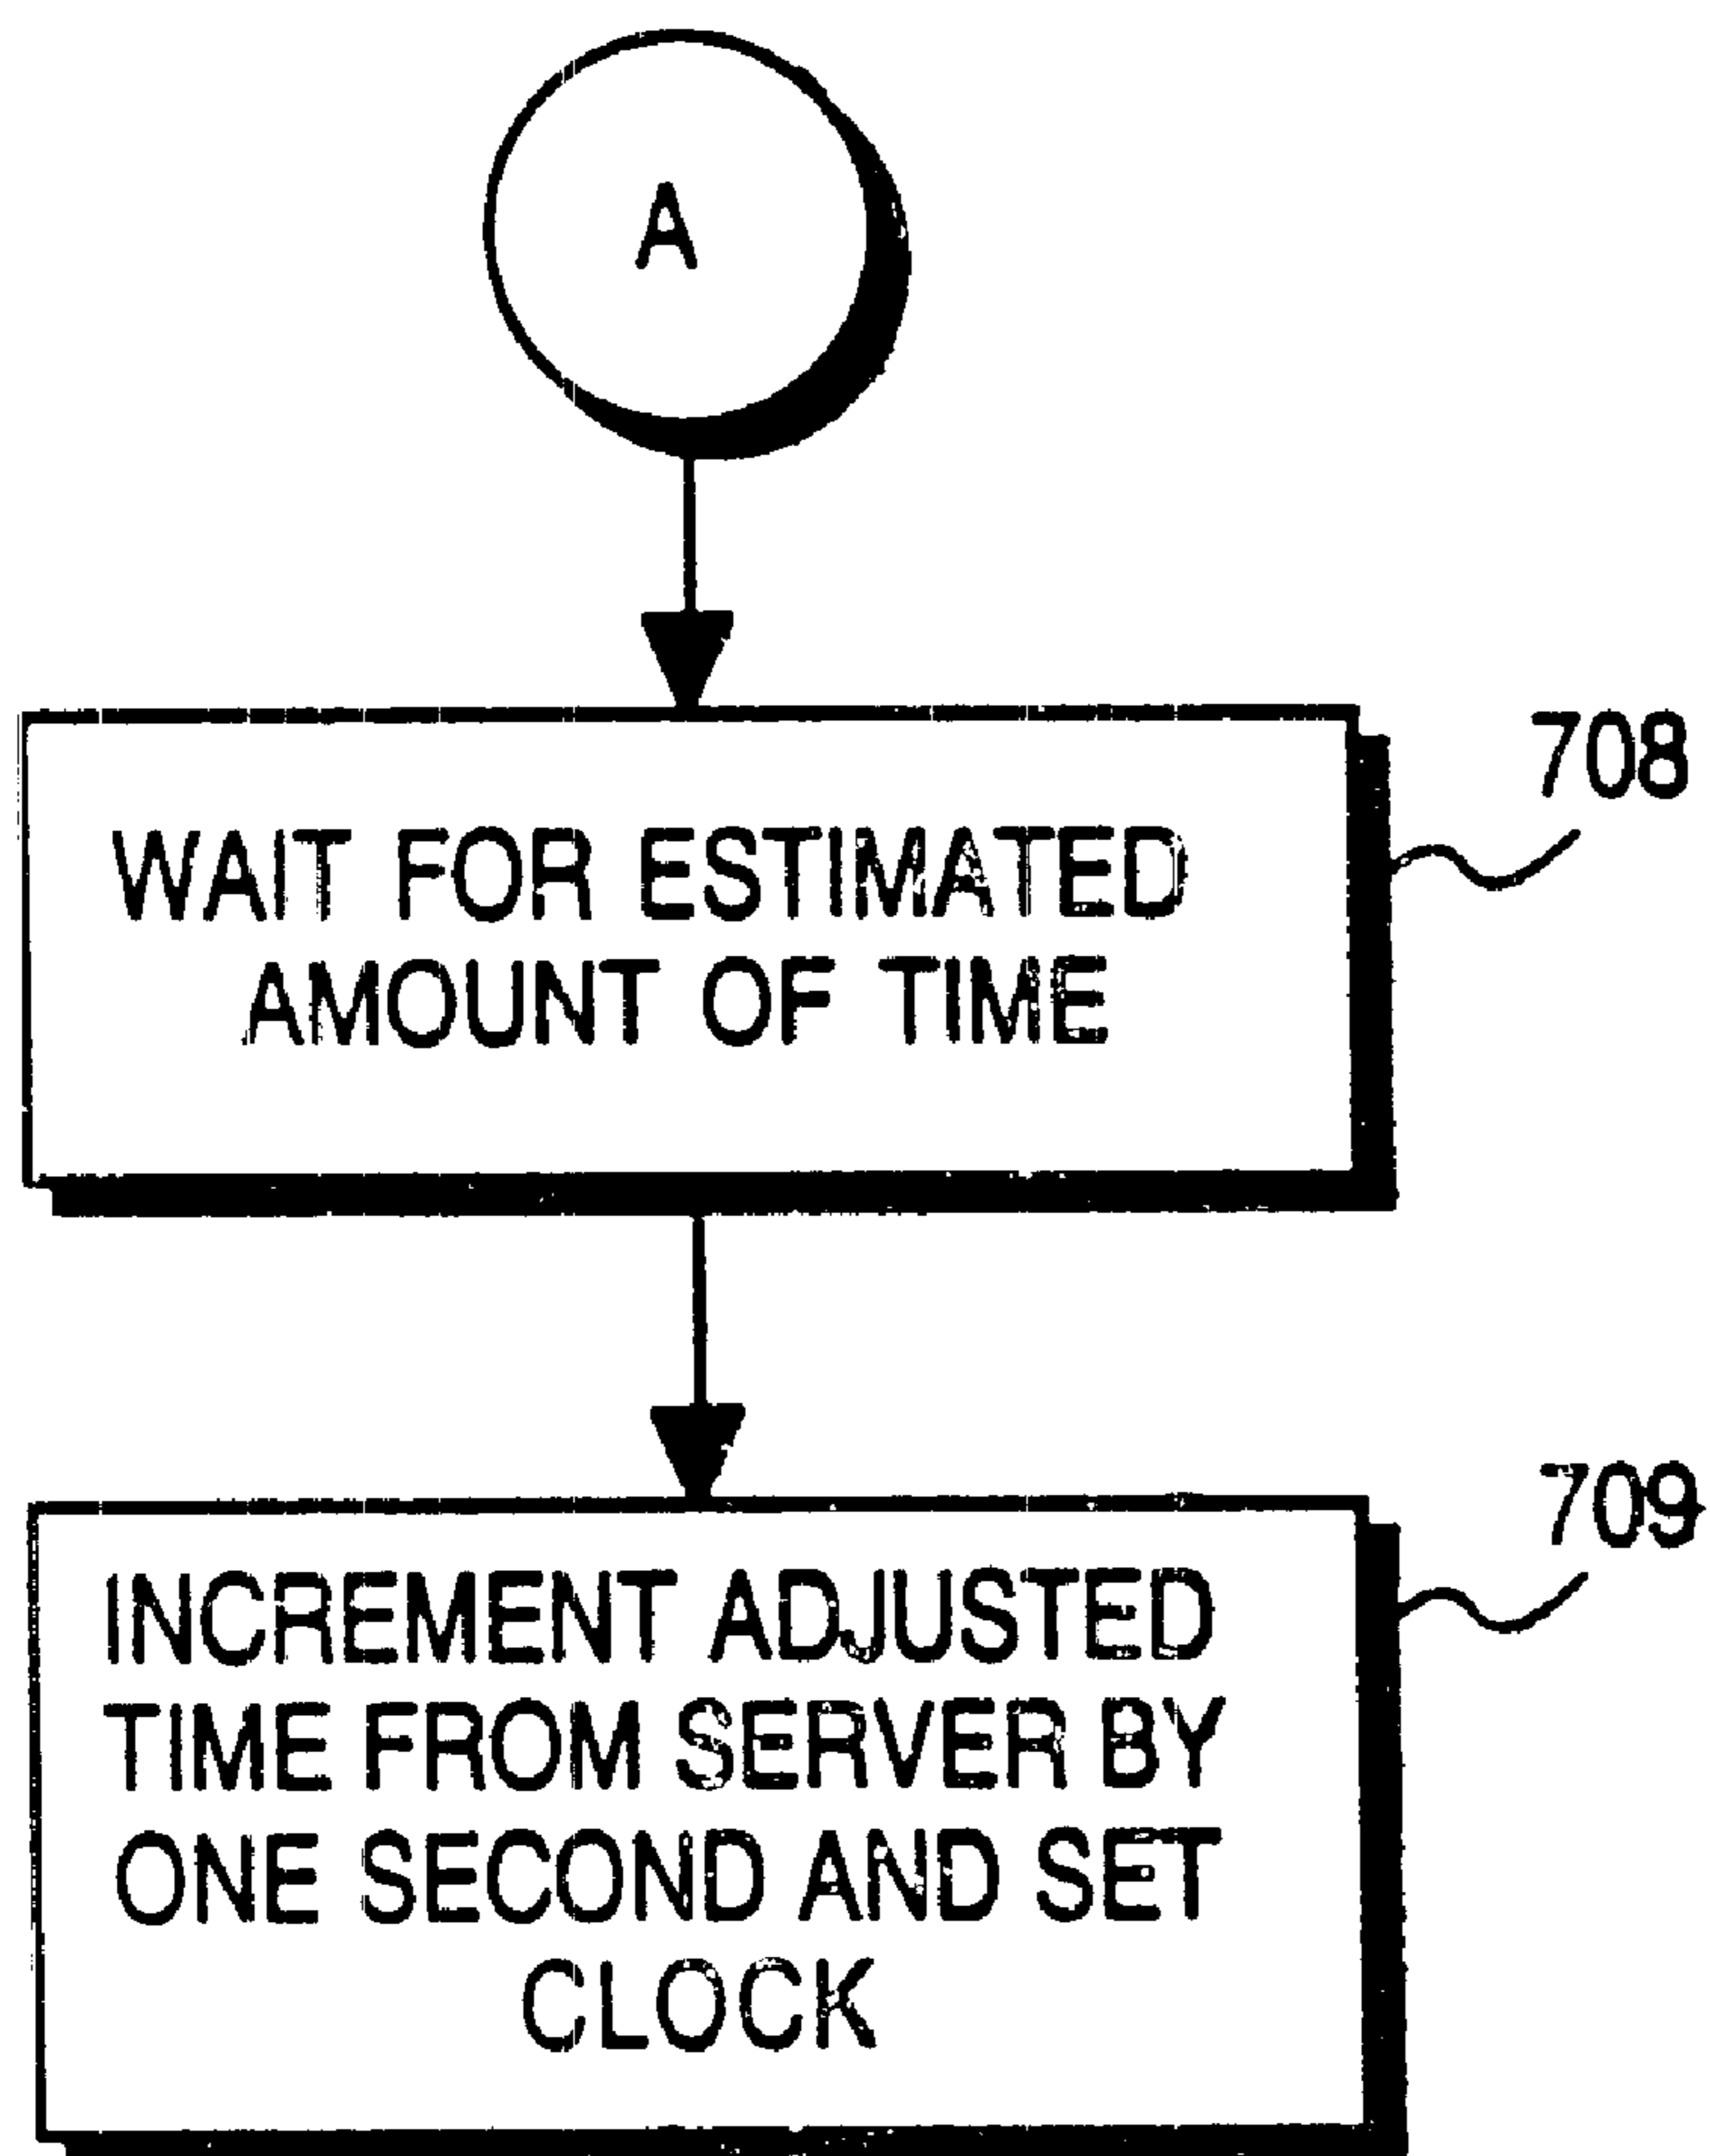 A
708
WAIT FOR ESTIMATED
AMOUNT OF TIME
709
INCREMENT ADJUSTED
TIME FROM SERVER BY
ONE SECOND AND SET
CLOCK